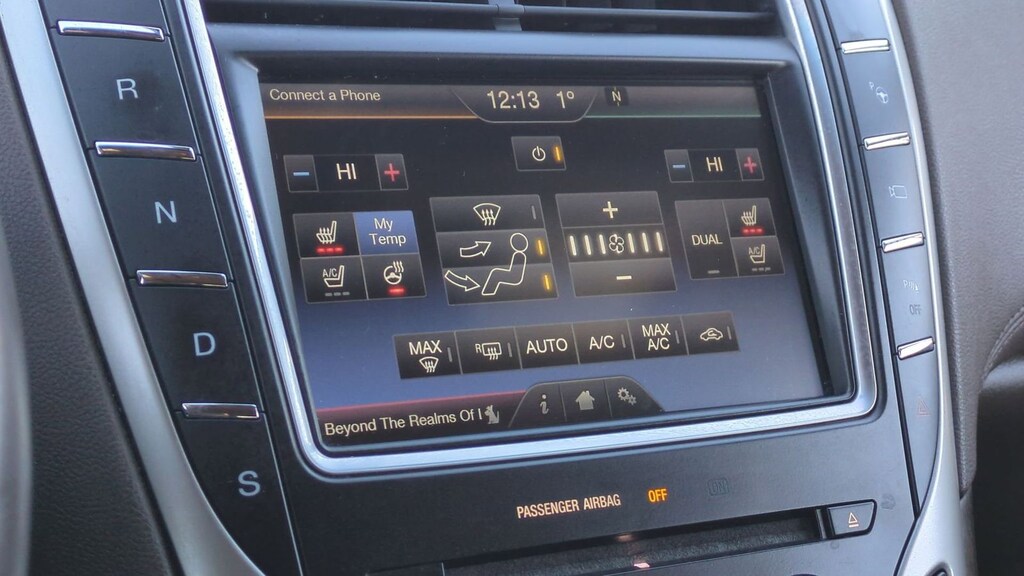 R
N
D
S
Connect a Phone
12:13 1°
N
HI
HI
My
Temp
A/C
DUAL
A/C
MAX
R
AUTO
A/C
MAX
A/C
Beyond The Realms Of
i
PASSENGER AIRBAG OFF
P
OFF